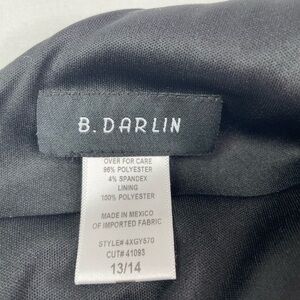 B. DARLIN
OVER FOR CARE
96% POLYESTER
4% SPANDEX
LINING
100% POLYESTER
MADE IN MEXICO
OF IMPORTED FABRIC
STYLE# 4XGY570
CUT# 41093
13/14